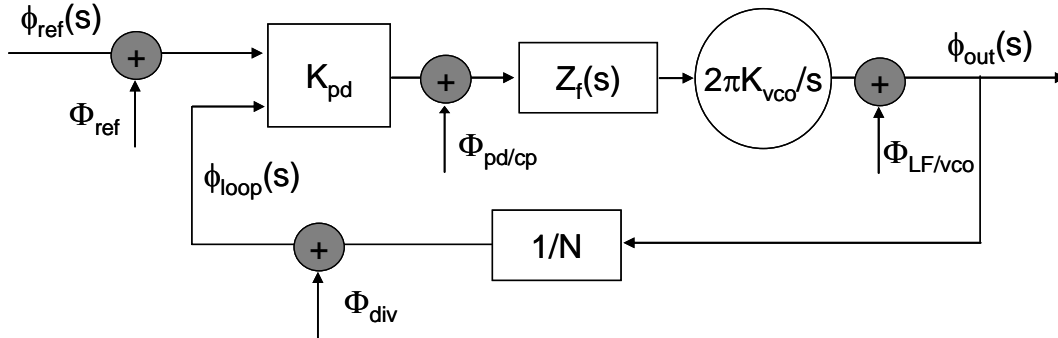 ϕref(s)
+
Φref
Kpd
+
Φpd/cp
Zf(s)
2πKvco/s
+
ΦLF/vco
ϕout(s)
ϕloop(s)
+
Φdiv
1/N